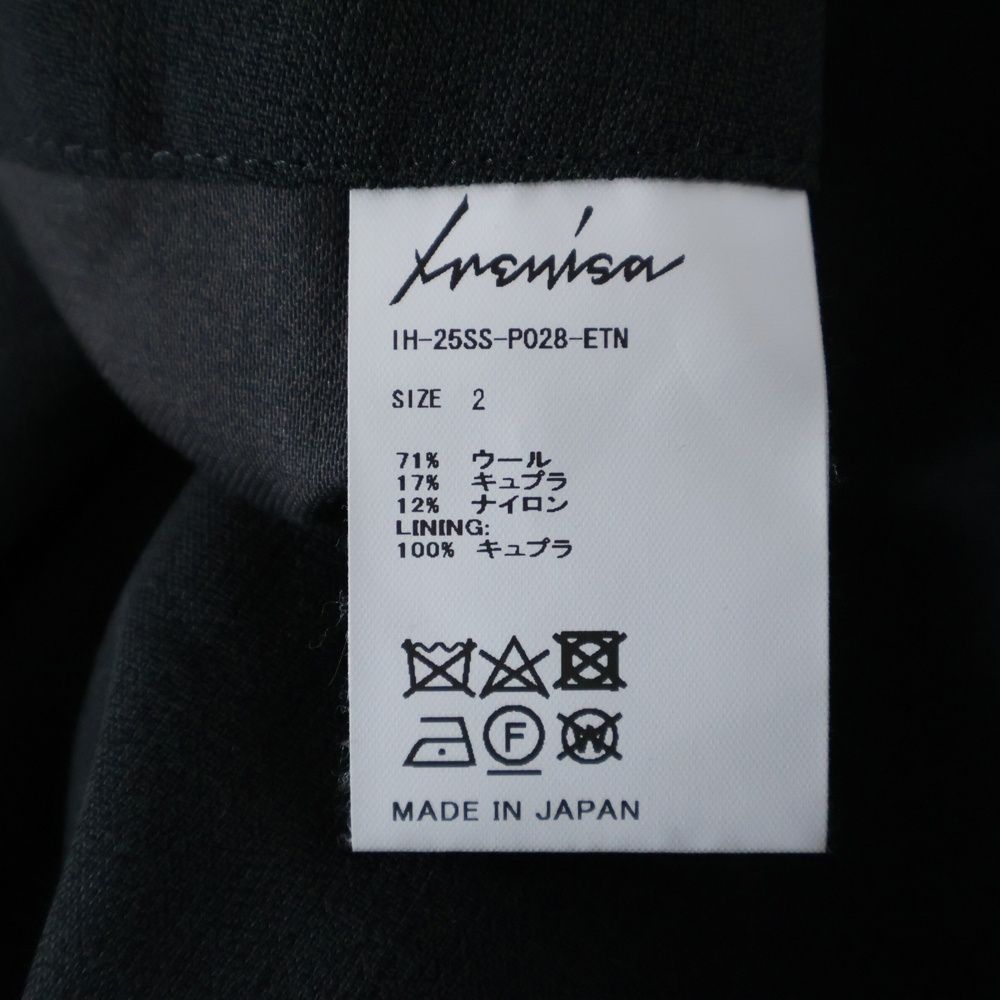 Irenisa
IH-25SS-P028-ETN
SIZE 2
71% ウール
17% キュプラ
12% ナイロン
LINING:
100% キュプラ
F
W
MADE IN JAPAN